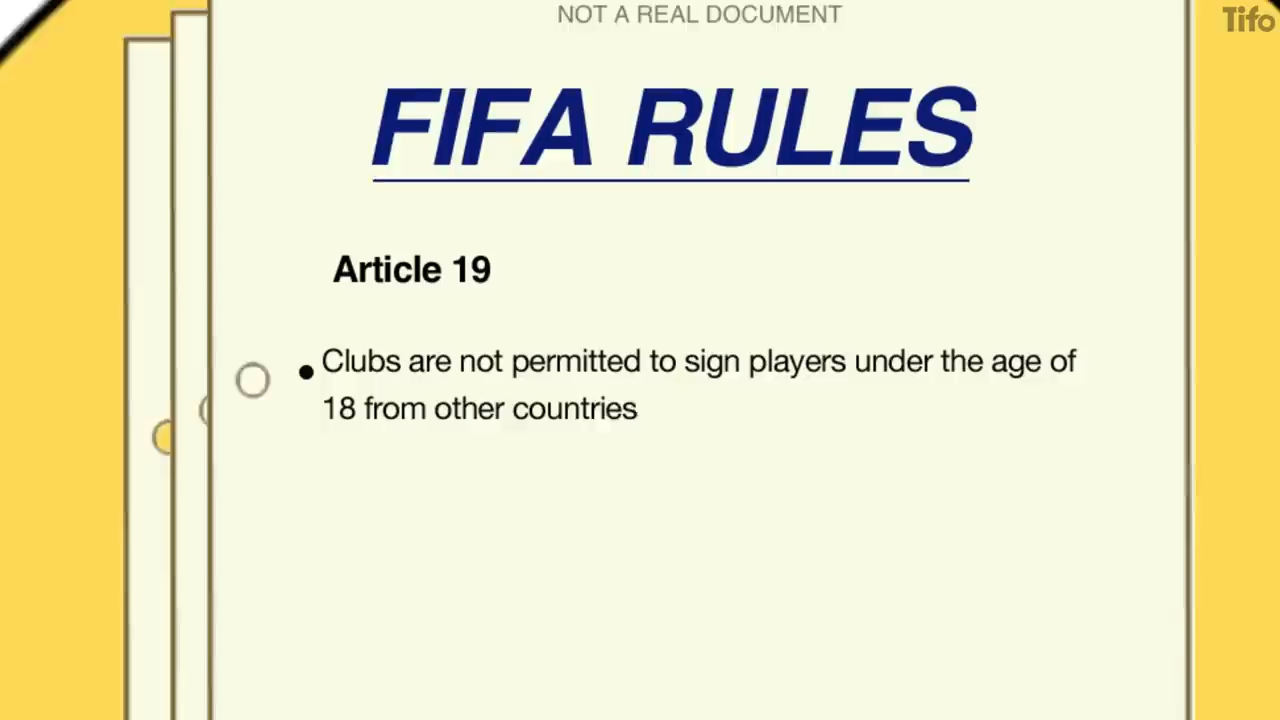 NOT A REAL DOCUMENT
Tifo
FIFA RULES
Article 19
• Clubs are not permitted to sign players under the age of
18 from other countries